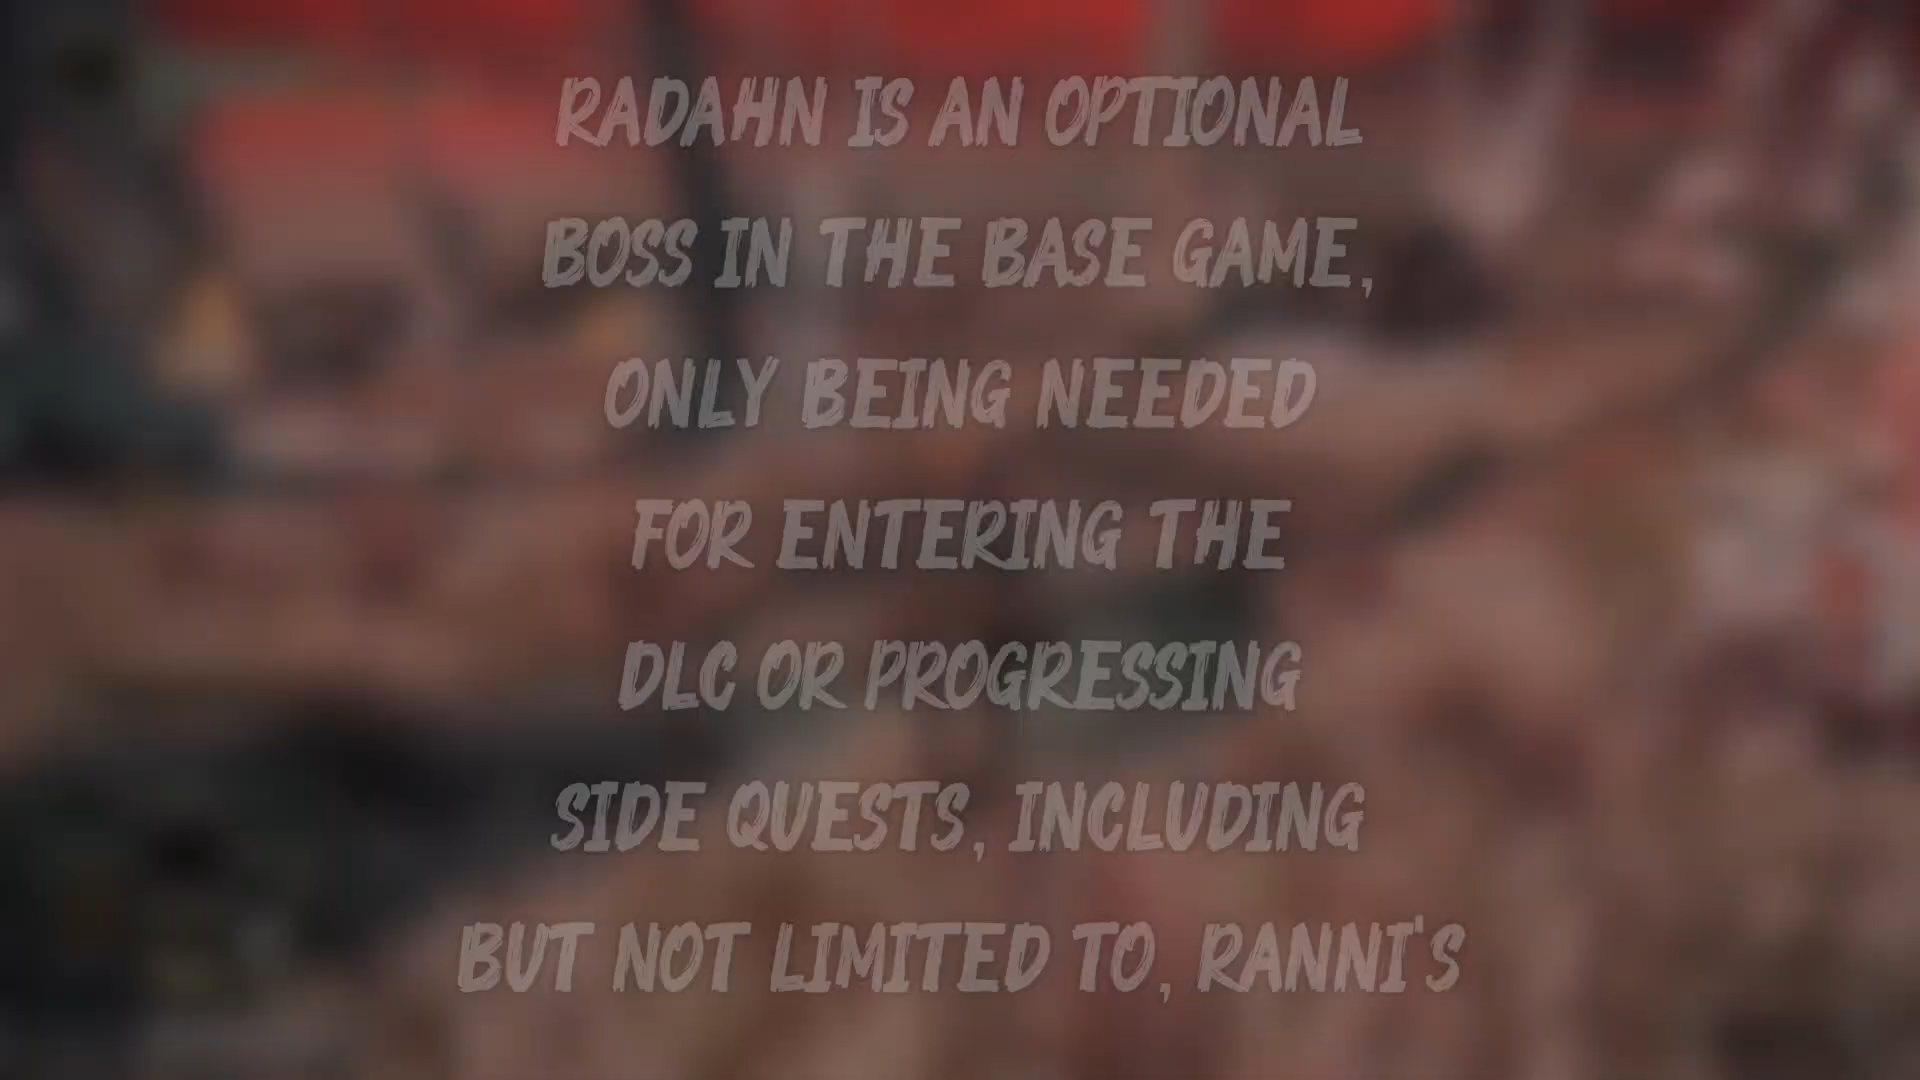 RADAHN IS AN OPTIONAL
BOSS IN THE BASE GAME,
ONLY BEING NEEDED
FOR ENTERING THE
DLC OR PROGRESSING
SIDE QUESTS, INCLUDING
BUT NOT LIMITED TO, RANNI'S